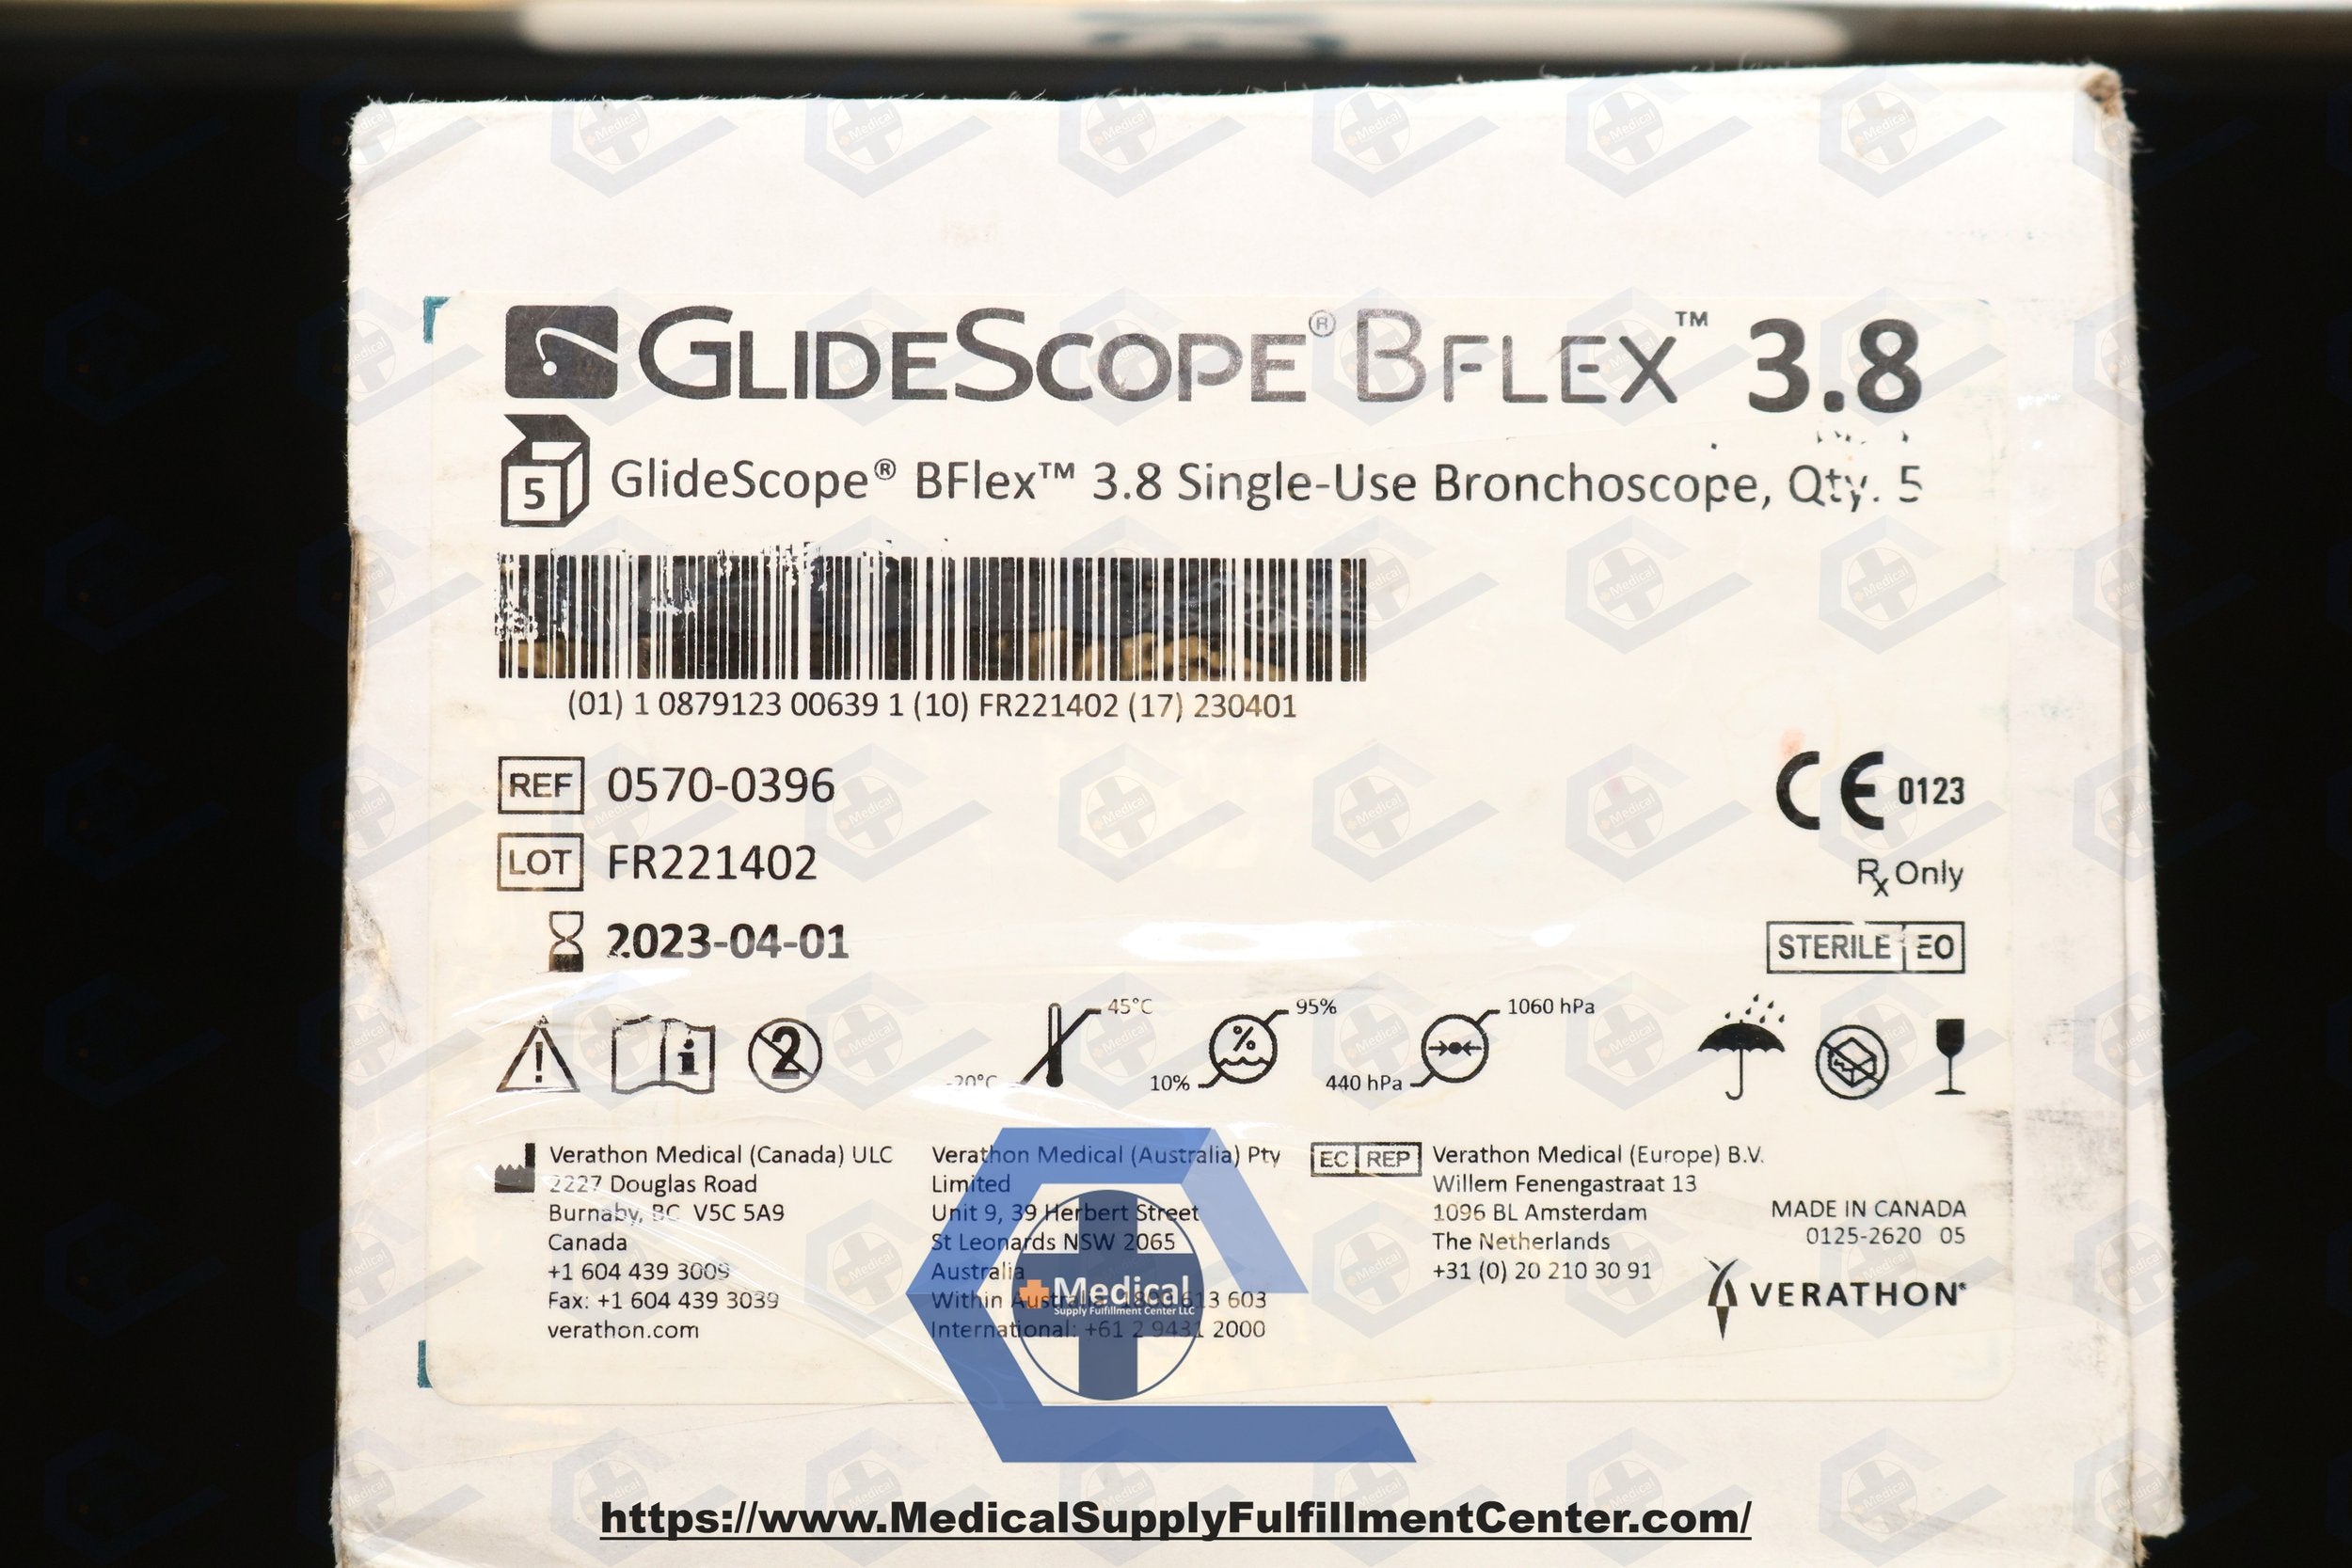 GLIDESCOPE® BFLEX™ 3.8
5
GlideScope® BFlex™ 3.8 Single-Use Bronchoscope, Qty. 5
(01) 1 0879123 00639 1 (10) FR221402 (17) 230401
REF 0570-0396
CE 0123
LOT FR221402
Rx Only
2023-04-01
STERILE EO
45°C
-20°C
95%
10%
1060 hPa
440 hPa
2
Verathon Medical (Canada) ULC
2227 Douglas Road
Burnaby, BC V5C 5A9
Canada
+1 604 439 3009
Fax: +1 604 439 3039
verathon.com
Verathon Medical (Australia) Pty
Limited
Unit 9, 39 Herbert Street
St Leonards NSW 2065
Australia
Within Australia: 613 603
International: +61 2 9431 2000
EC REP
Verathon Medical (Europe) B.V.
Willem Fenengastraat 13
1096 BL Amsterdam
The Netherlands
+31 (0) 20 210 30 91
MADE IN CANADA
0125-2620 05
VERATHON®
Medical
Supply Fulfillment Center LLC
https://www.MedicalSupplyFulfillmentCenter.com/